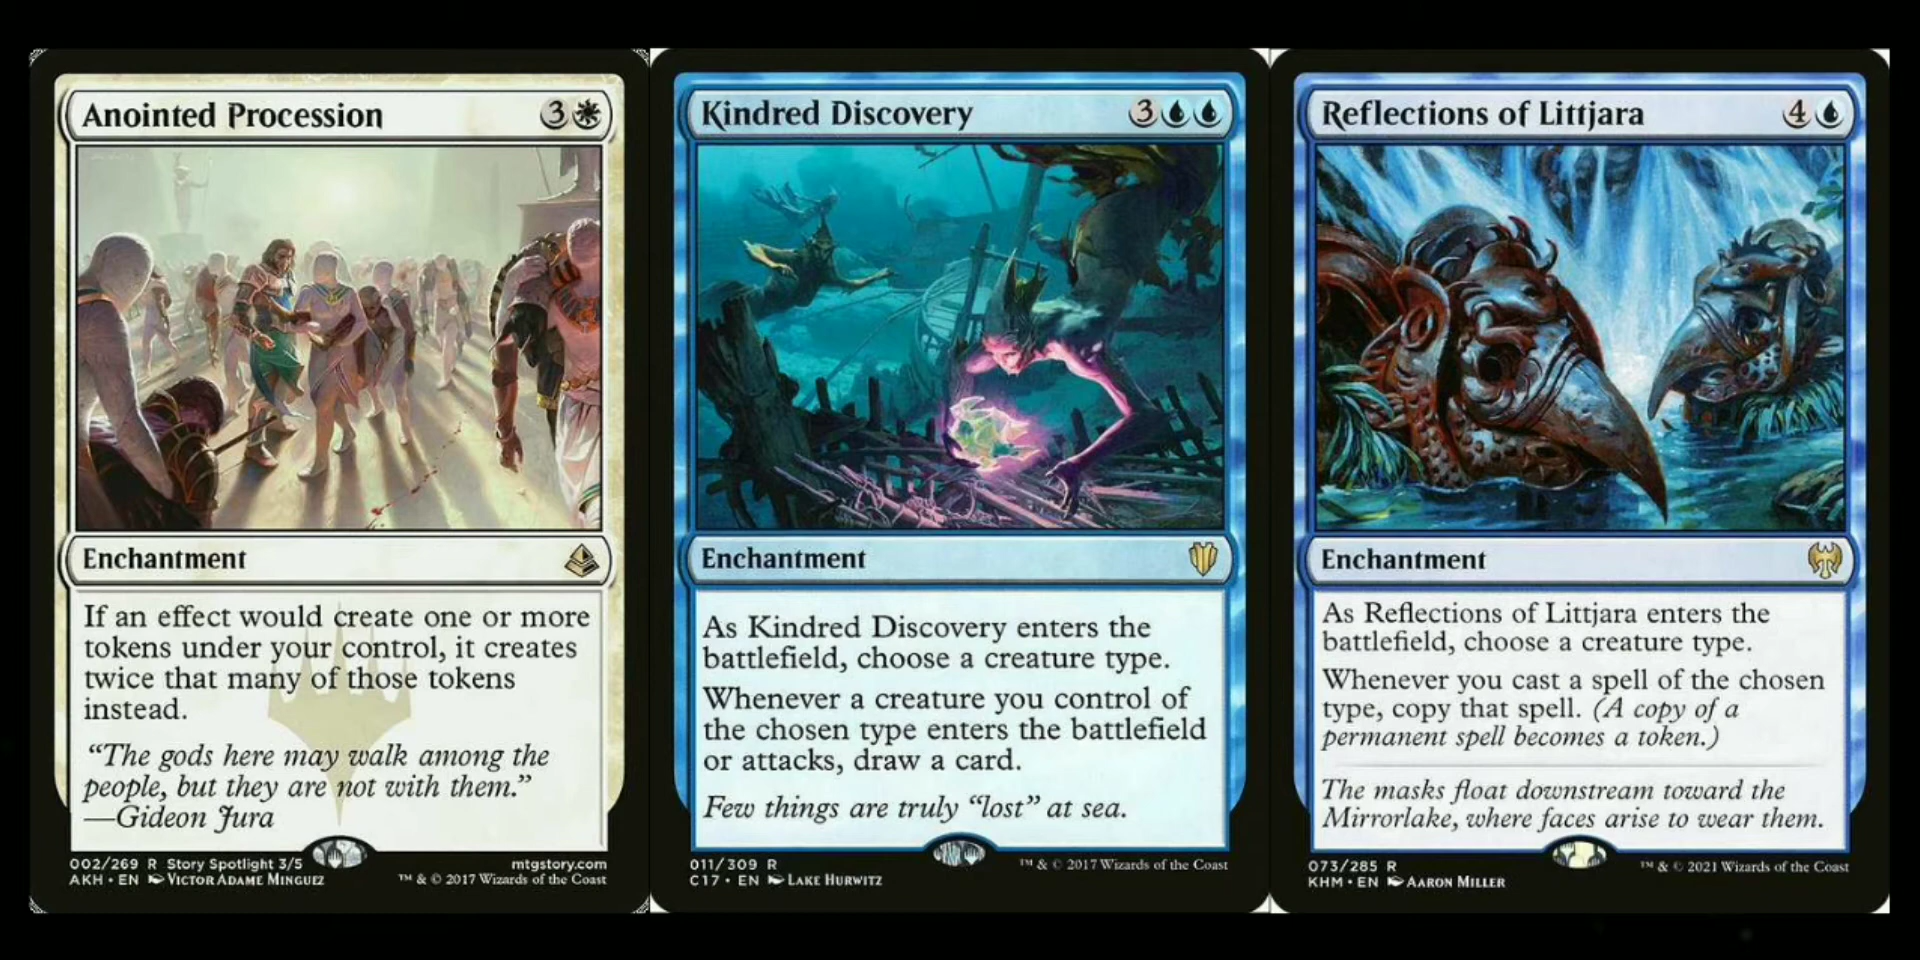 Anointed Procession 3
Enchantment
If an effect would create one or more
tokens under your control, it creates
twice that many of those tokens
instead.
“The gods here may walk among the
people, but they are not with them.”
—Gideon Jura
002/269 R Story Spotlight 3/5
mtgstory.com
AKH • EN VICTOR ADAME MINGUEZ
™ & © 2017 Wizards of the Coast
Kindred Discovery 3
Enchantment
As Kindred Discovery enters the
battlefield, choose a creature type.
Whenever a creature you control of
the chosen type enters the battlefield
or attacks, draw a card.
Few things are truly “lost” at sea.
011/309 R
™ & © 2017 Wizards of the Coast
C17 • EN LAKE HURWITZ
Reflections of Littjara 4
Enchantment
As Reflections of Littjara enters the
battlefield, choose a creature type.
Whenever you cast a spell of the chosen
type, copy that spell. (A copy of a
permanent spell becomes a token.)
The masks float downstream toward the
Mirrorlake, where faces arise to wear them.
073/285 R
™ & © 2021 Wizards of the Coast
KHM • EN AARON MILLER